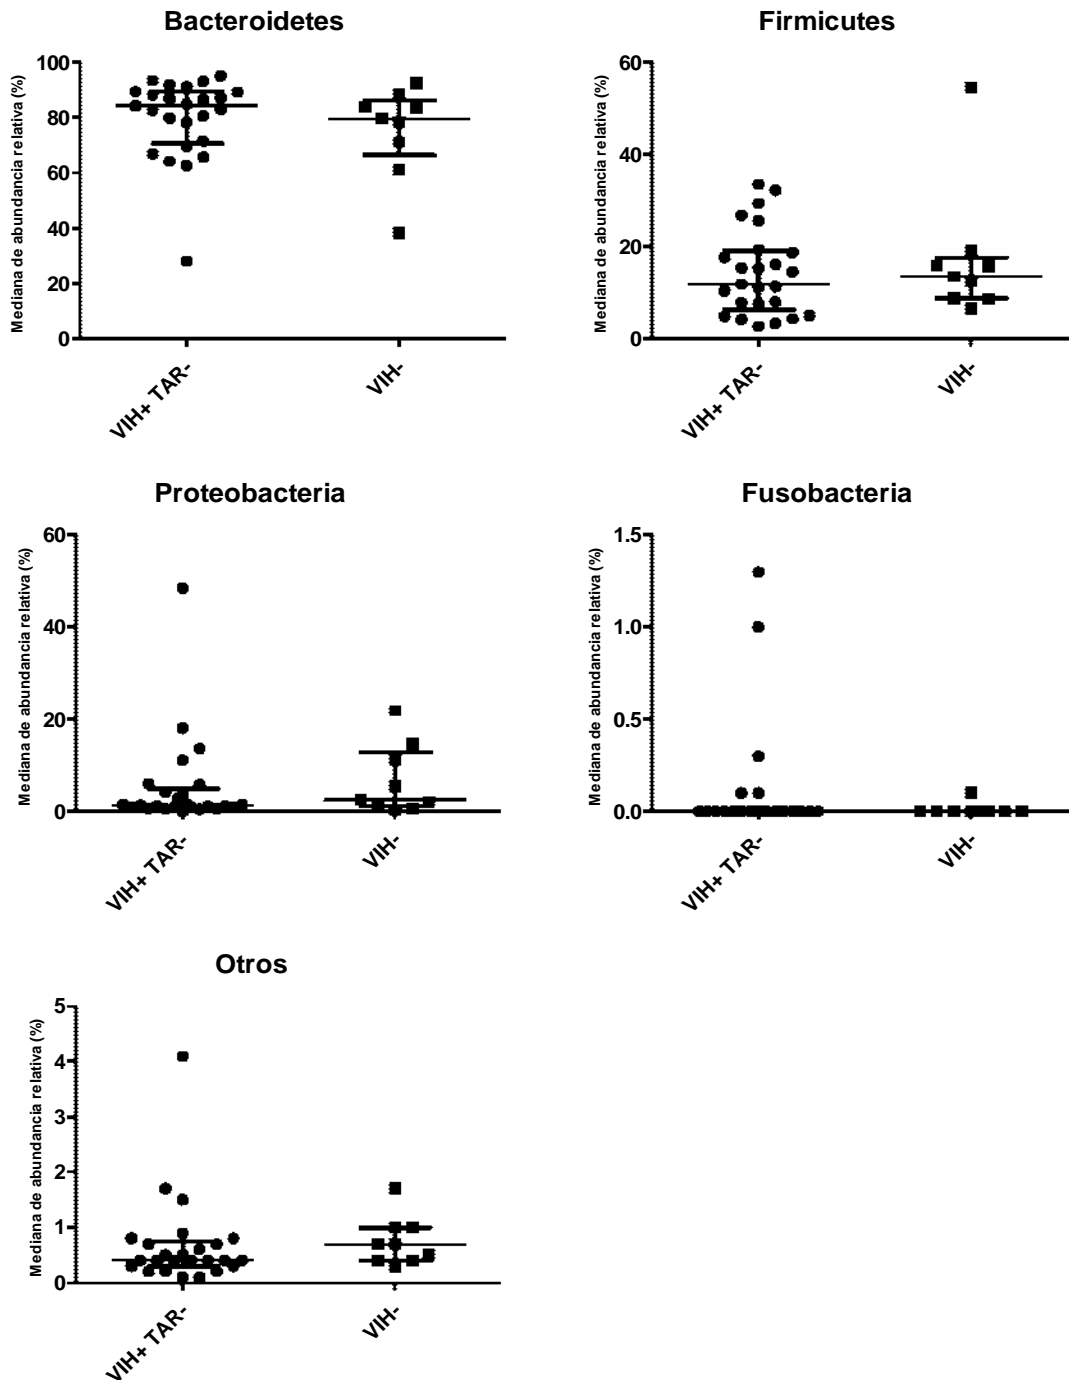 Bacteroidetes
Mediana de abundancia relativa (%)
100
80
60
40
20
0
VIH+ TAR-
VIH-
Firmicutes
Mediana de abundancia relativa (%)
60
40
20
0
VIH+ TAR-
VIH-
Proteobacteria
Mediana de abundancia relativa (%)
60
40
20
0
VIH+ TAR-
VIH-
Fusobacteria
Mediana de abundancia relativa (%)
1.5
1.0
0.5
0.0
VIH+ TAR-
VIH-
Otros
Mediana de abundancia relativa (%)
5
4
3
2
1
0
VIH+ TAR-
VIH-